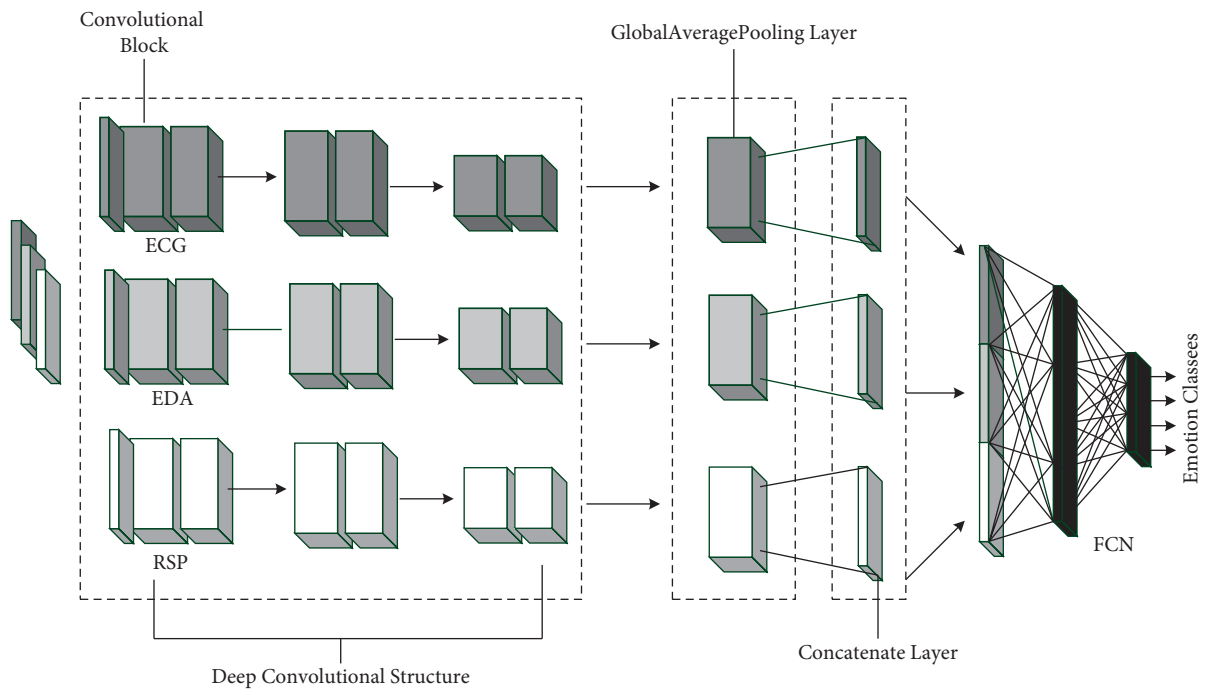 Convolutional
Block
GlobalAveragePooling Layer
ECG
EDA
RSP
Emotion Classees
FCN
Concatenate Layer
Deep Convolutional Structure